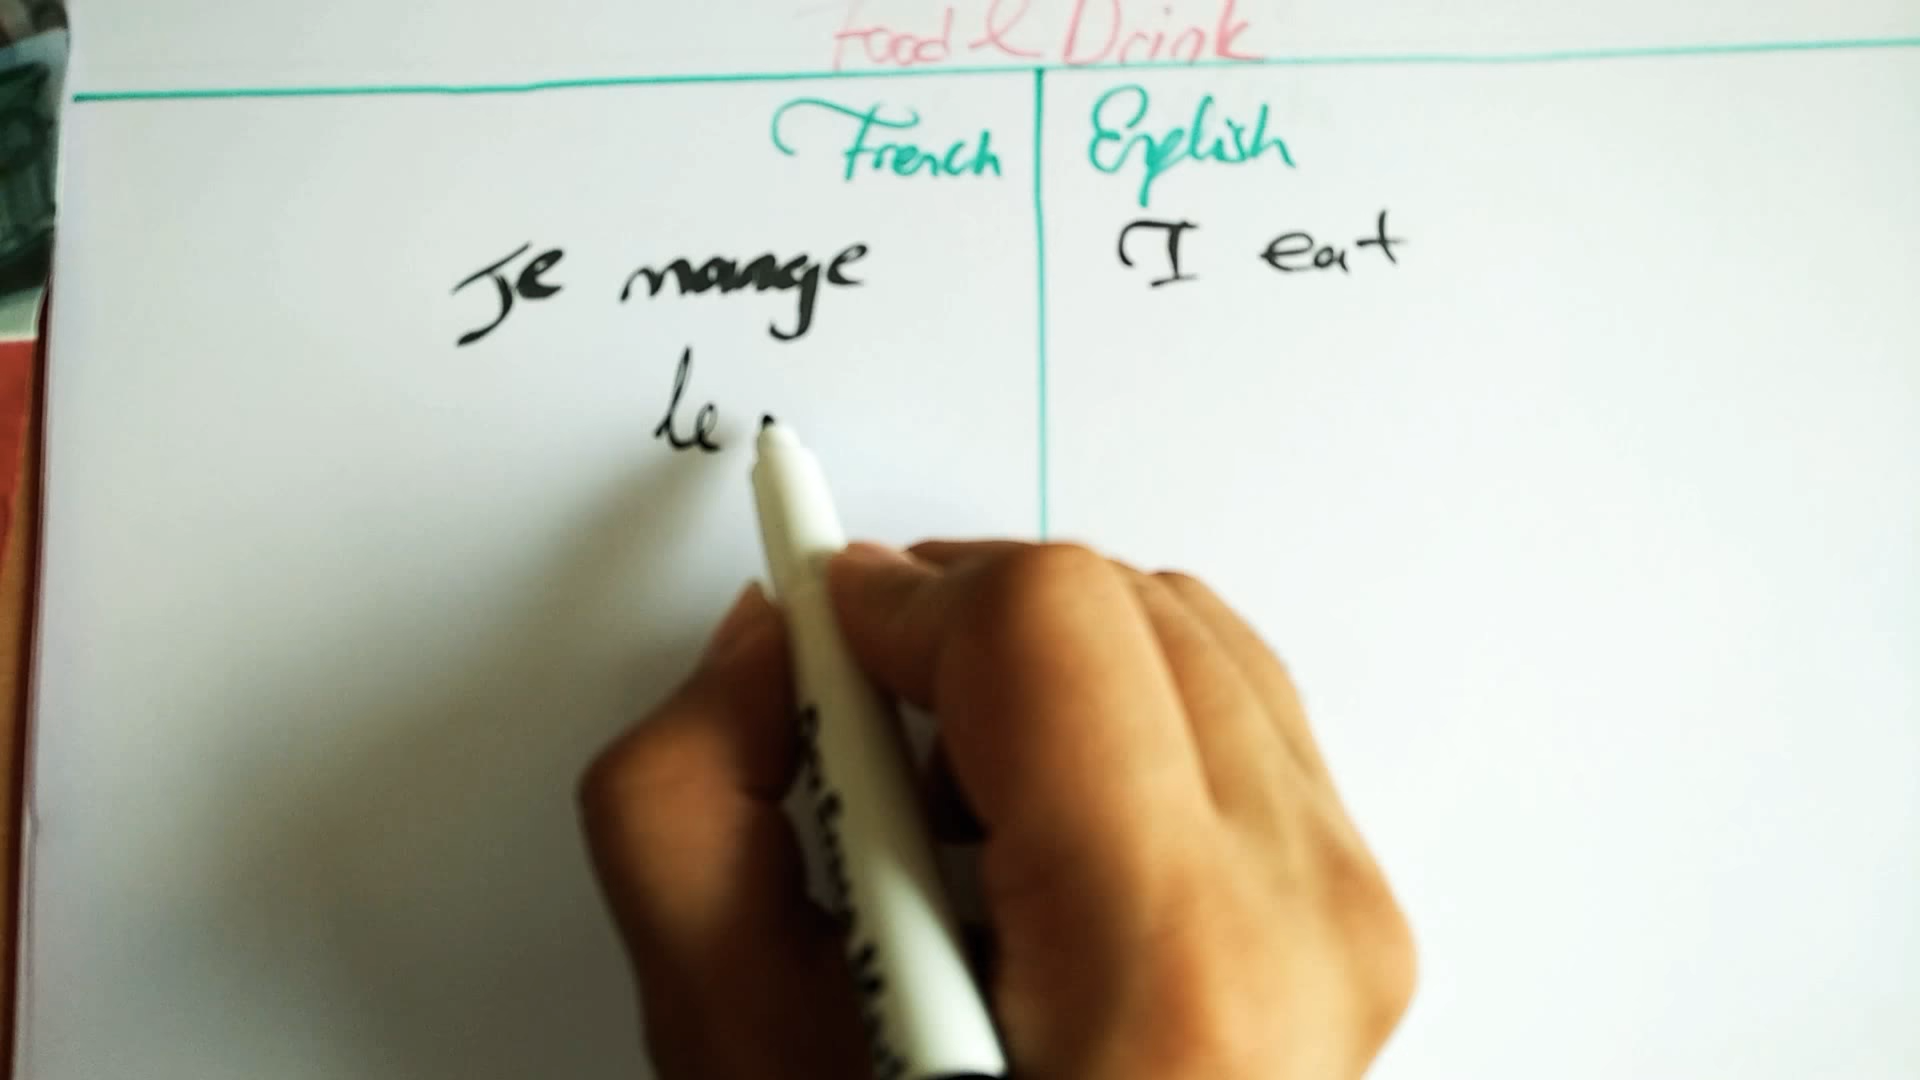 Food & Drink
French
English
Je mange
I eat
le